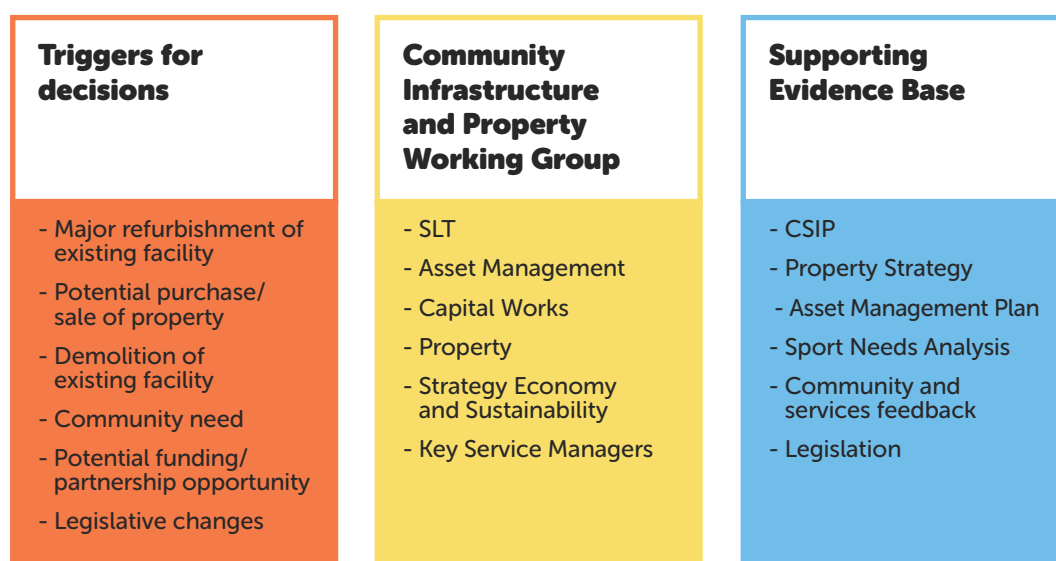 Triggers for
decisions
- Major refurbishment of
existing facility
- Potential purchase/
sale of property
- Demolition of
existing facility
- Community need
- Potential funding/
partnership opportunity
- Legislative changes
Community
Infrastructure
and Property
Working Group
- SLT
- Asset Management
- Capital Works
- Property
- Strategy Economy
and Sustainability
- Key Service Managers
Supporting
Evidence Base
- CSIP
- Property Strategy
- Asset Management Plan
- Sport Needs Analysis
- Community and
services feedback
- Legislation